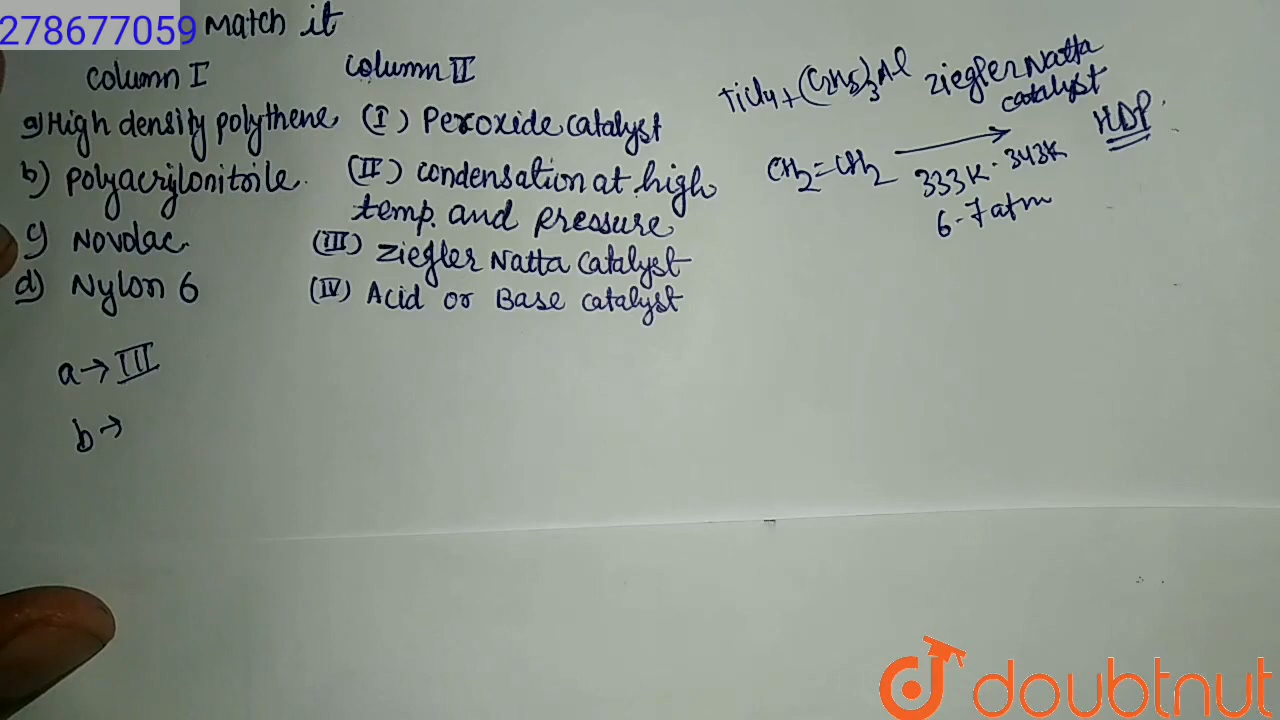 278677059 Match it
column I column II
a) High density polythene (I) Peroxide catalyst
b) polyacrylonitrile (II) condensation at high
temp. and pressure
c) Novolac (III) ziegler Natta catalyst
d) Nylon 6 (IV) Acid or Base catalyst
a → III
b →
TiCl4 + (C2H5)3Al ziegler Natta
catalyst
CH2=CH2 → HDP.
333K - 343K
6-7 atm
doubtnut